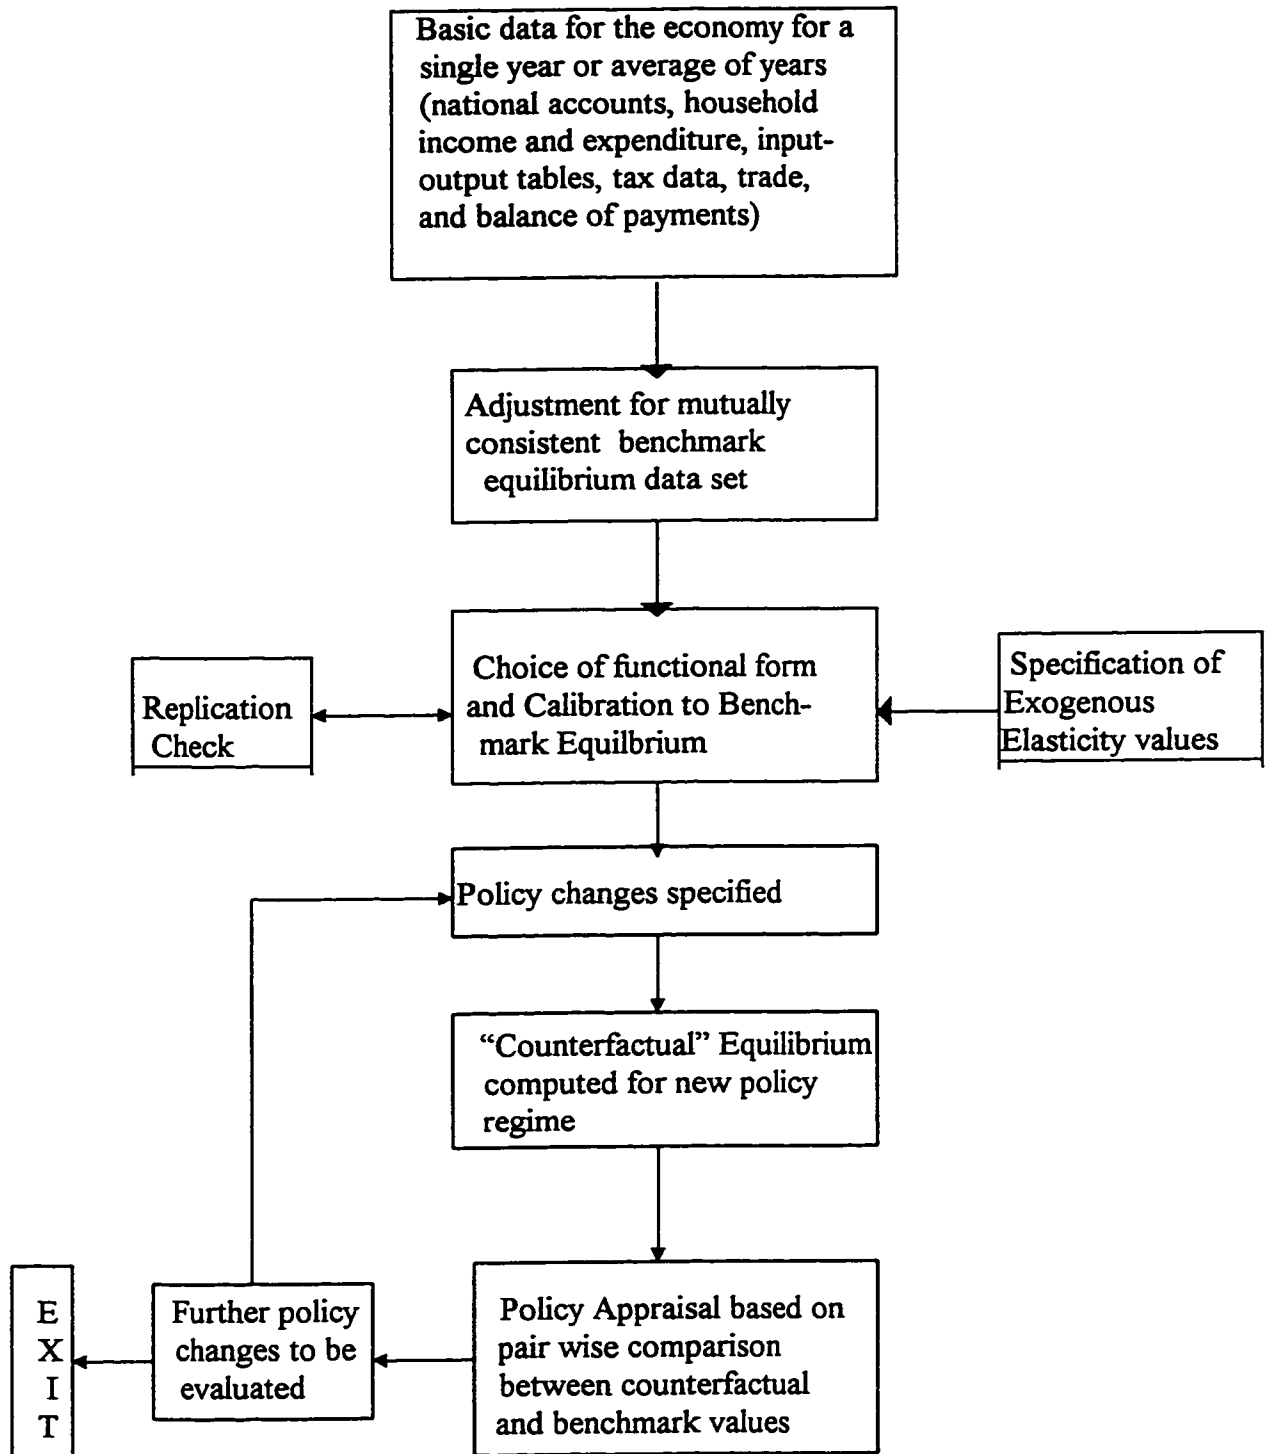 Basic data for the economy for a
single year or average of years
(national accounts, household
income and expenditure, input-
output tables, tax data, trade,
and balance of payments)
Adjustment for mutually
consistent benchmark
equilibrium data set
Choice of functional form
and Calibration to Bench-
mark Equilbrium
Replication
Check
Specification of
Exogenous
Elasticity values
Policy changes specified
“Counterfactual” Equilibrium
computed for new policy
regime
Policy Appraisal based on
pair wise comparison
between counterfactual
and benchmark values
Further policy
changes to be
evaluated
E
X
I
T